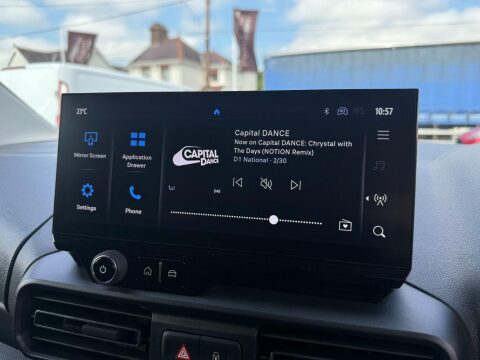 23°C
10:57
Mirror Screen
Application
Drawer
Settings
Phone
CAPITAL
DANCE
Capital DANCE
Now on Capital DANCE: Chrystal with
The Days (NOTION Remix)
D1 National · 2/30